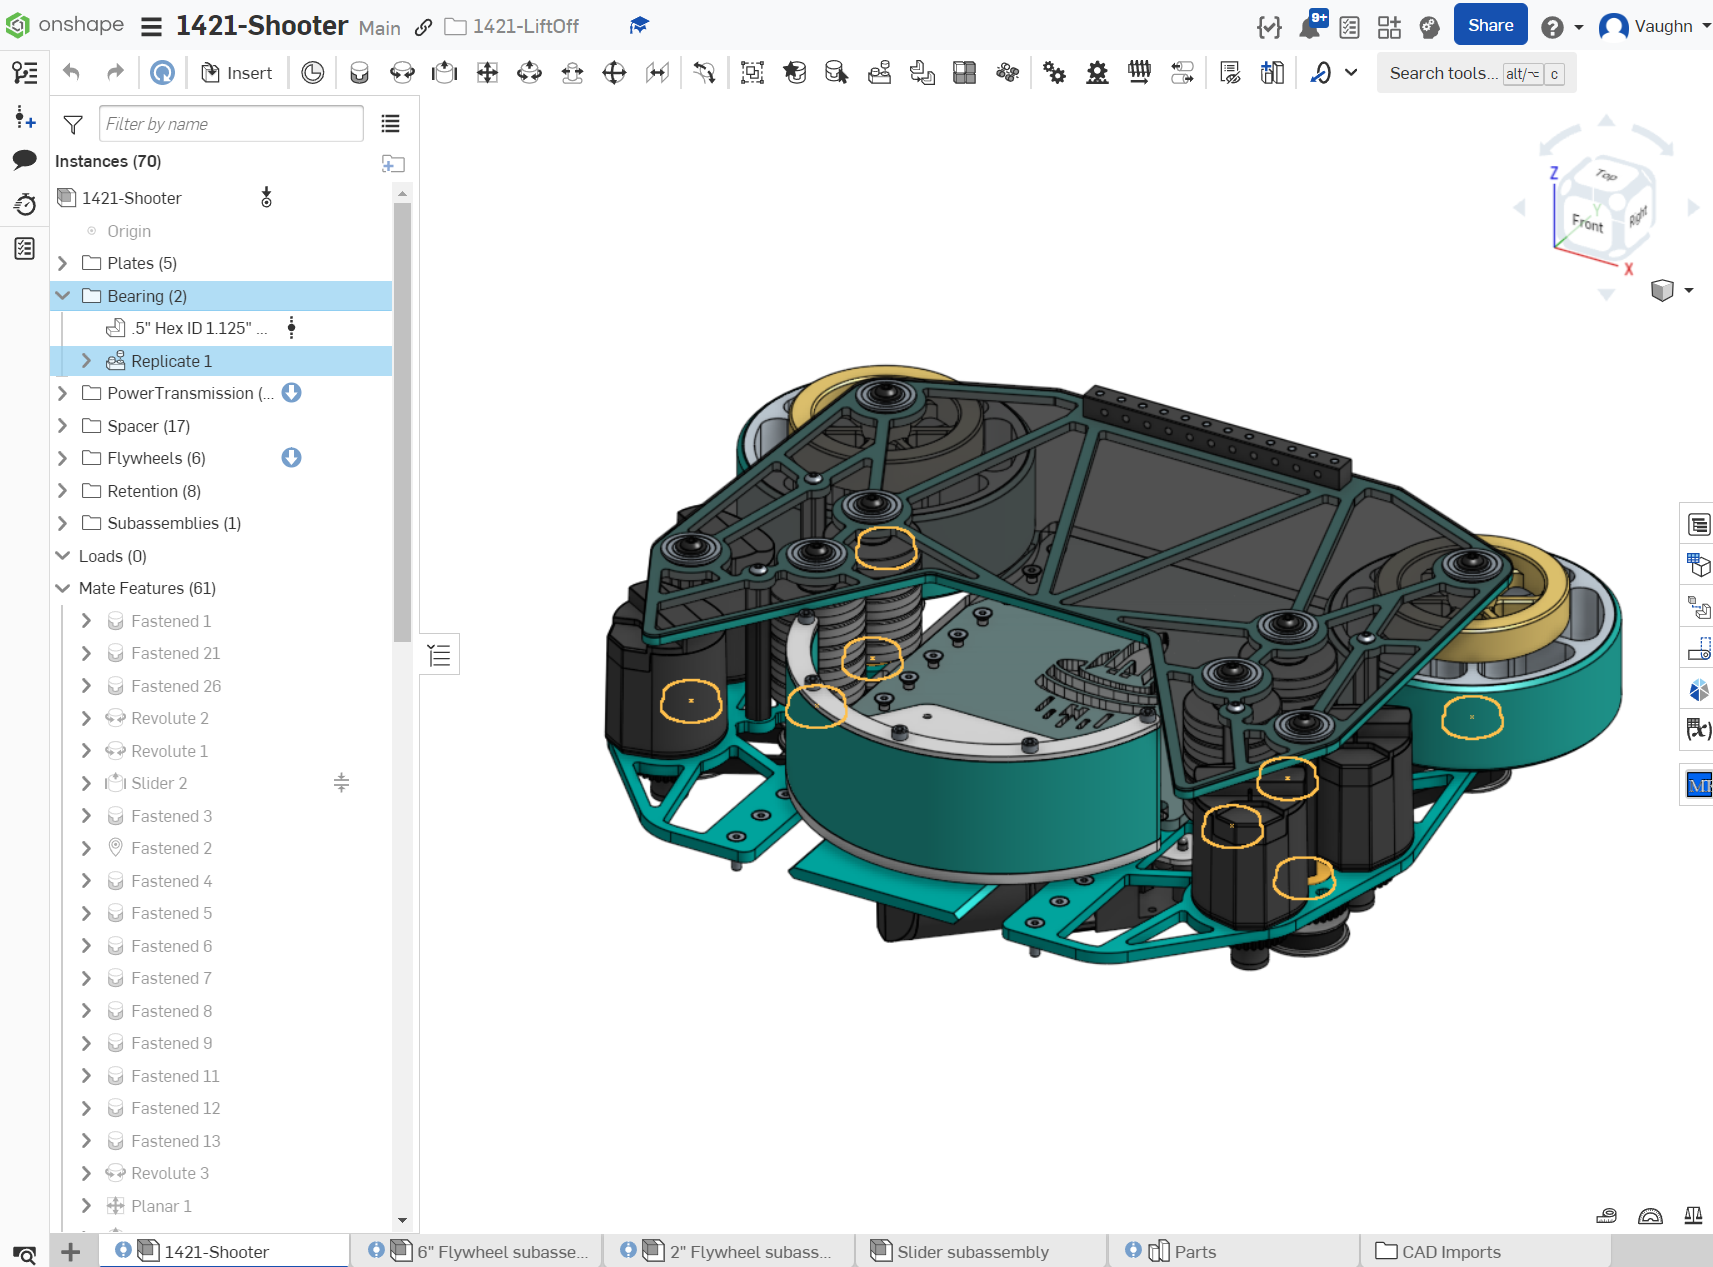 onshape
1421-Shooter Main 1421-LiftOff
9+
Share
Vaughn
Insert
Search tools... alt/⌥ c
Filter by name
Instances (70)
1421-Shooter
Origin
Plates (5)
Bearing (2)
.5" Hex ID 1.125" ...
Replicate 1
PowerTransmission (...
Spacer (17)
Flywheels (6)
Retention (8)
Subassemblies (1)
Loads (0)
Mate Features (61)
Fastened 1
Fastened 21
Fastened 26
Revolute 2
Revolute 1
Slider 2
Fastened 3
Fastened 2
Fastened 4
Fastened 5
Fastened 6
Fastened 7
Fastened 8
Fastened 9
Fastened 11
Fastened 12
Fastened 13
Revolute 3
Planar 1
Z
Top
Y
Front
Right
X
1421-Shooter
6" Flywheel subasse...
2" Flywheel subass...
Slider subassembly
Parts
CAD Imports